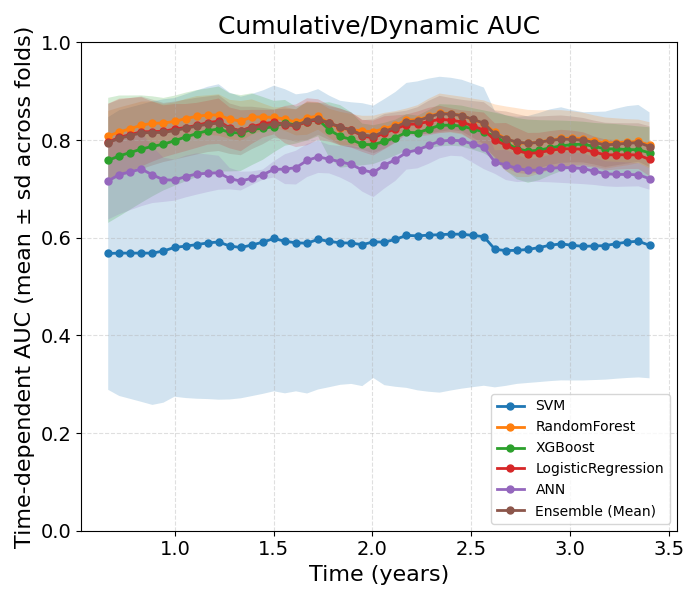 Cumulative/Dynamic AUC
Time-dependent AUC (mean ± sd across folds)
1.0
0.8
0.6
0.4
0.2
0.0
SVM
RandomForest
XGBoost
LogisticRegression
ANN
Ensemble (Mean)
1.0 1.5 2.0 2.5 3.0 3.5
Time (years)